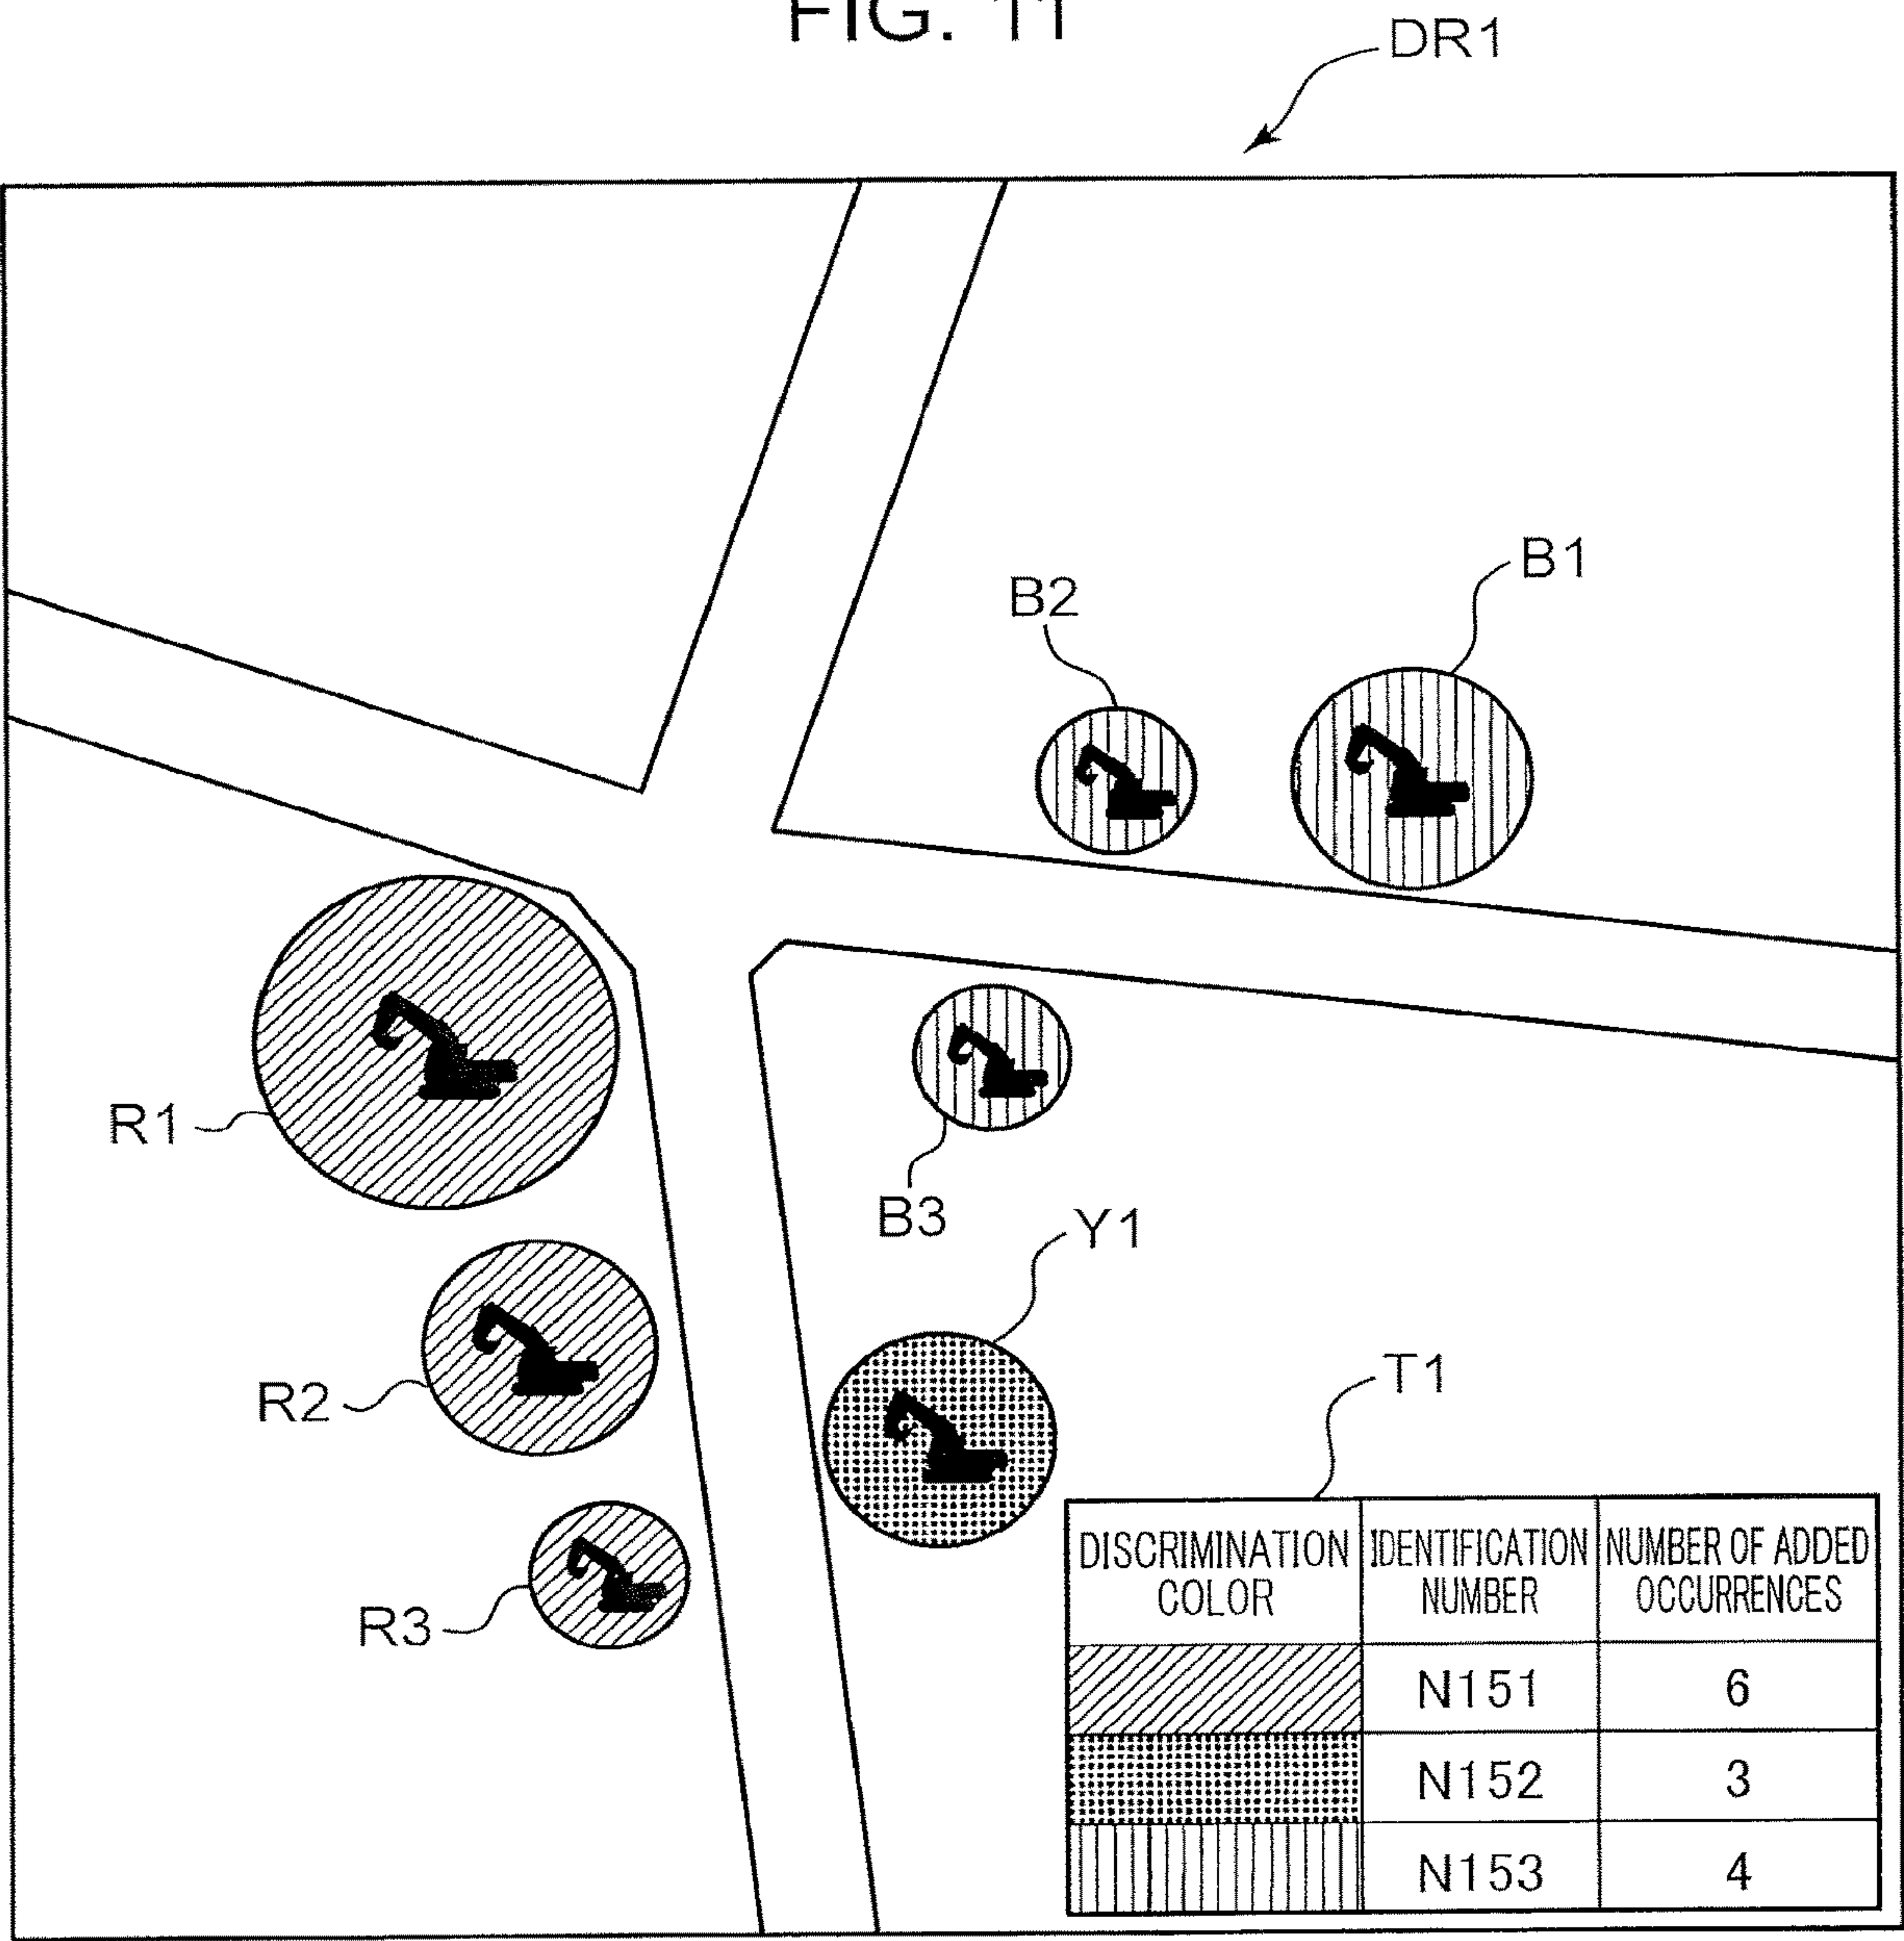 FIG. 11
DR1
B1
B2
R1
B3
Y1
R2
T1
R3
DISCRIMINATION COLOR
IDENTIFICATION NUMBER
NUMBER OF ADDED OCCURRENCES
N151
6
N152
3
N153
4